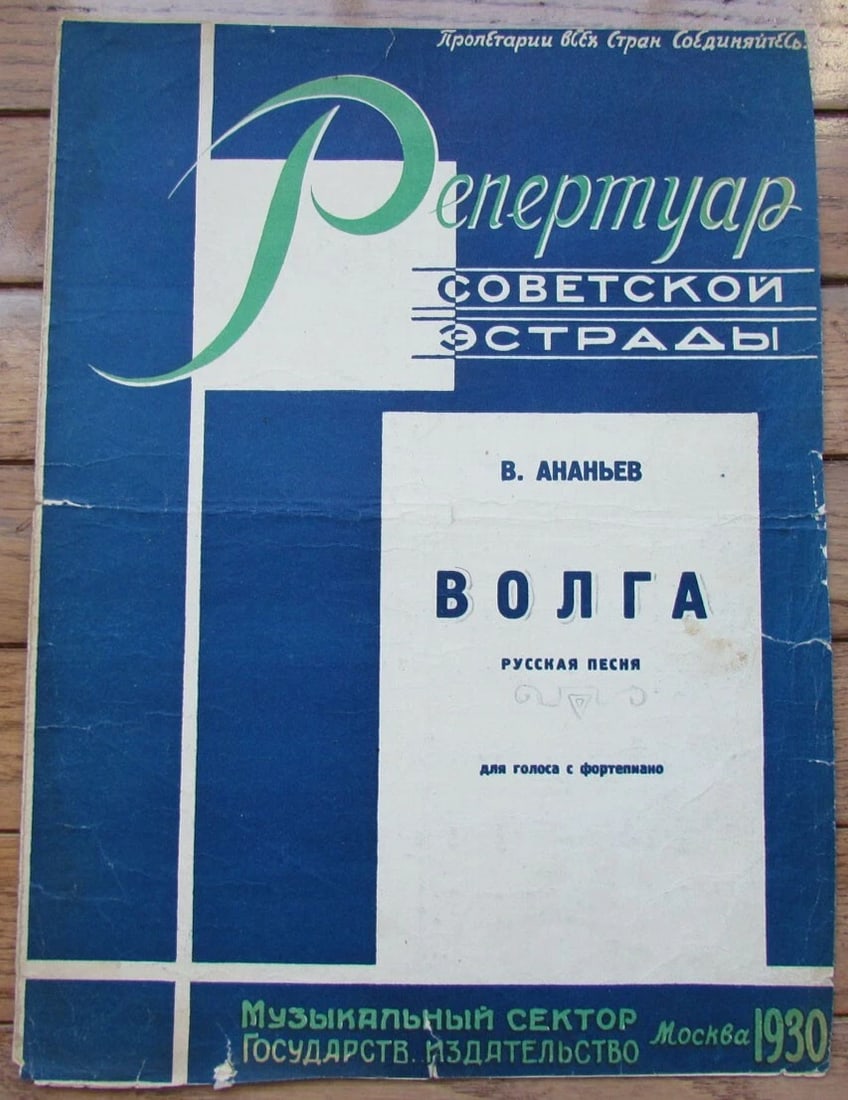 Пролетарии всех Стран Соединяйтесь.
Репертуар
СОВЕТСКОЙ
ЭСТРАДЫ
В. АНАНЬЕВ
ВОЛГА
РУССКАЯ ПЕСНЯ
для голоса с фортепиано
МУЗЫКАЛЬНЫЙ СЕКТОР
ГОСУДАРСТВ. ИЗДАТЕЛЬСТВО Москва 1930